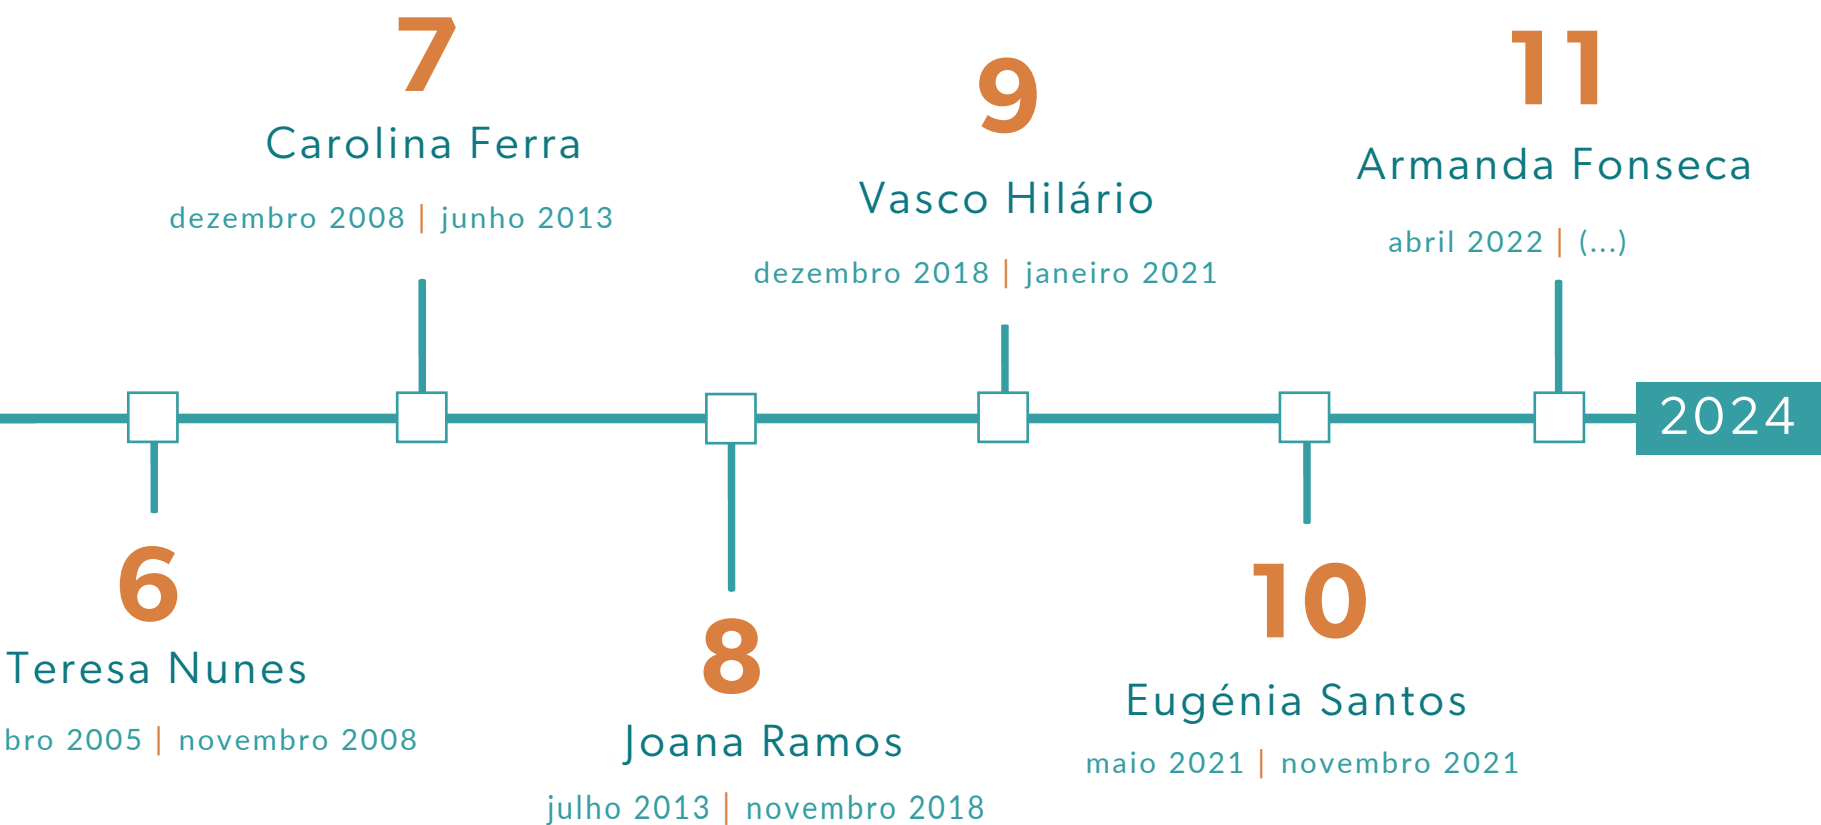 7
Carolina Ferra
dezembro 2008 | junho 2013
9
Vasco Hilário
dezembro 2018 | janeiro 2021
11
Armanda Fonseca
abril 2022 | (...)
2024
6
Teresa Nunes
bro 2005 | novembro 2008
8
Joana Ramos
julho 2013 | novembro 2018
10
Eugénia Santos
maio 2021 | novembro 2021